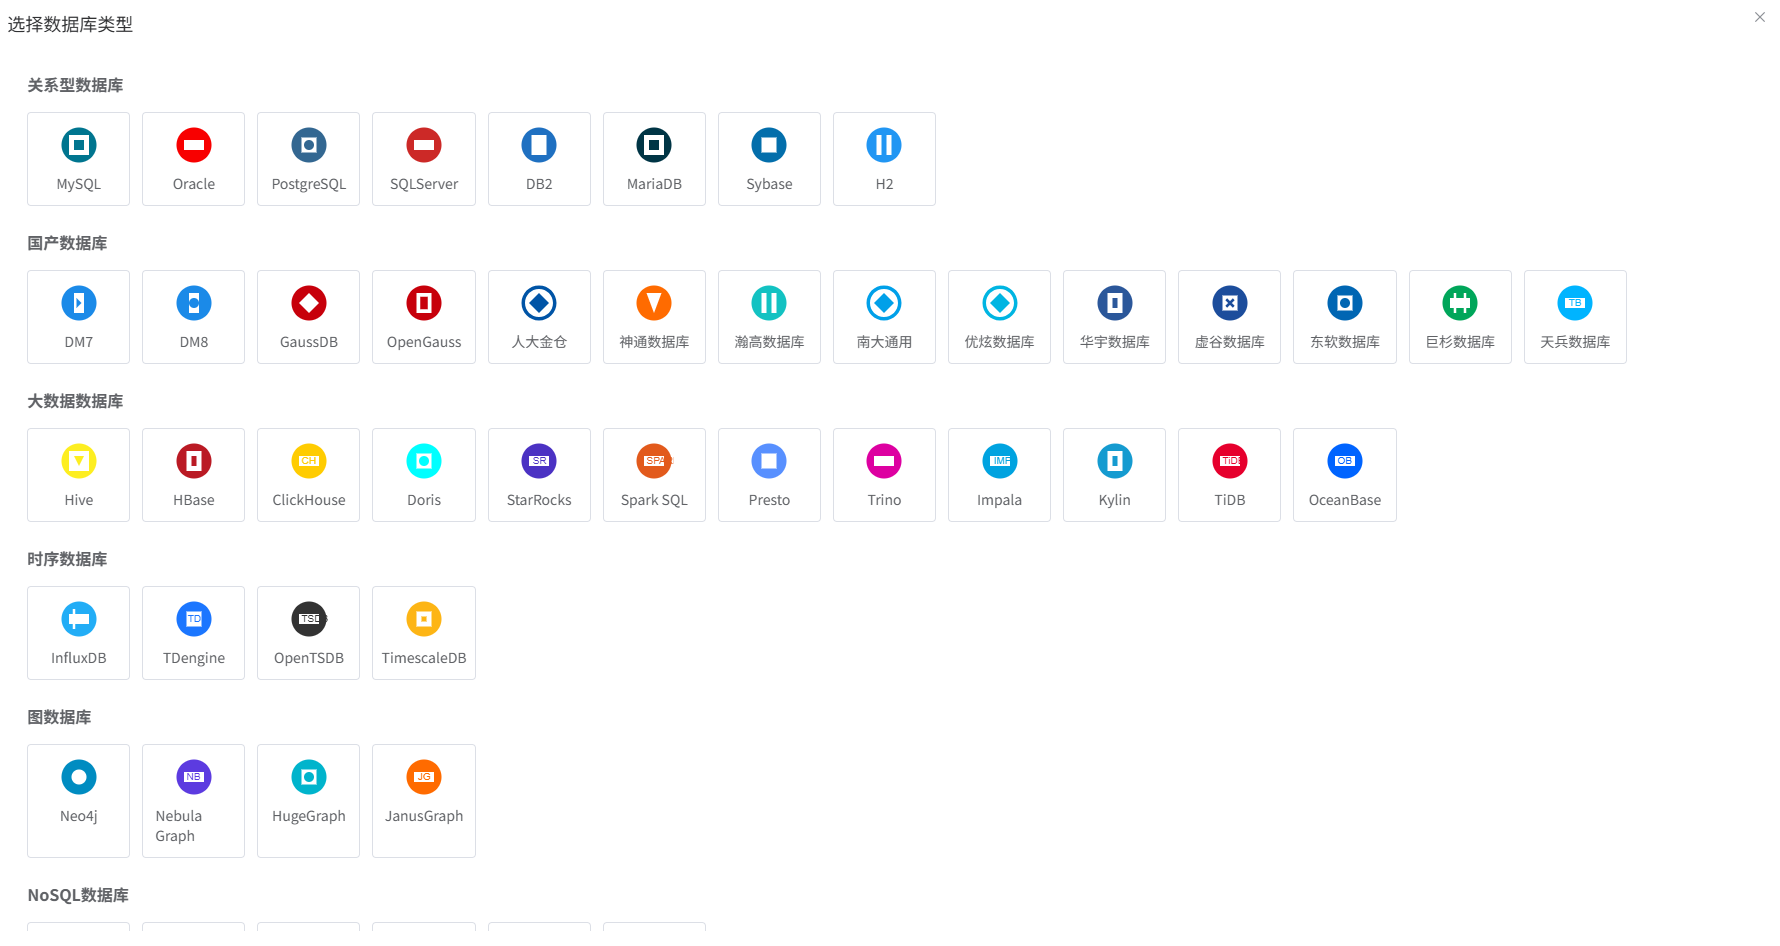 选择数据库类型
关系型数据库
MySQL Oracle PostgreSQL SQLServer DB2 MariaDB Sybase H2
国产数据库
DM7 DM8 GaussDB OpenGauss 人大金仓 神通数据库 瀚高数据库 南大通用 优炫数据库 华宇数据库 虚谷数据库 东软数据库 巨杉数据库 天兵数据库
TB
大数据数据库
CH SR SPAR IMP TiDB OB
Hive HBase ClickHouse Doris StarRocks Spark SQL Presto Trino Impala Kylin TiDB OceanBase
时序数据库
TD TSDB
InfluxDB TDengine OpenTSDB TimescaleDB
图数据库
NB JG
Neo4j Nebula HugeGraph JanusGraph
Graph
NoSQL数据库